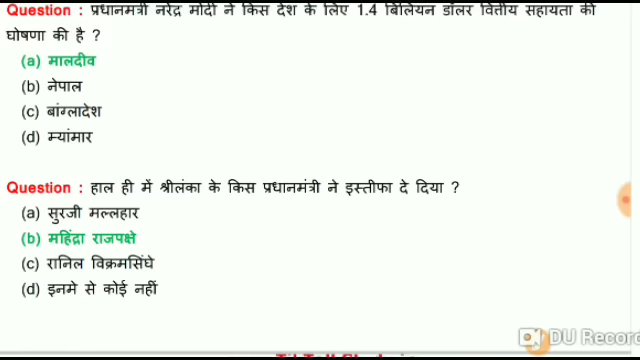 Question : प्रधानमंत्री नरेंद्र मोदी ने किस देश के लिए 1.4 बिलियन डॉलर वित्तीय सहायता की
घोषणा की है ?
(a) मालदीव
(b) नेपाल
(c) बांग्लादेश
(d) म्यांमार
Question : हाल ही में श्रीलंका के किस प्रधानमंत्री ने इस्तीफा दे दिया ?
(a) सुरजी मल्लहार
(b) महिंद्रा राजपक्षे
(c) रानिल विक्रमसिंघे
(d) इनमे से कोई नहीं
DU Recor